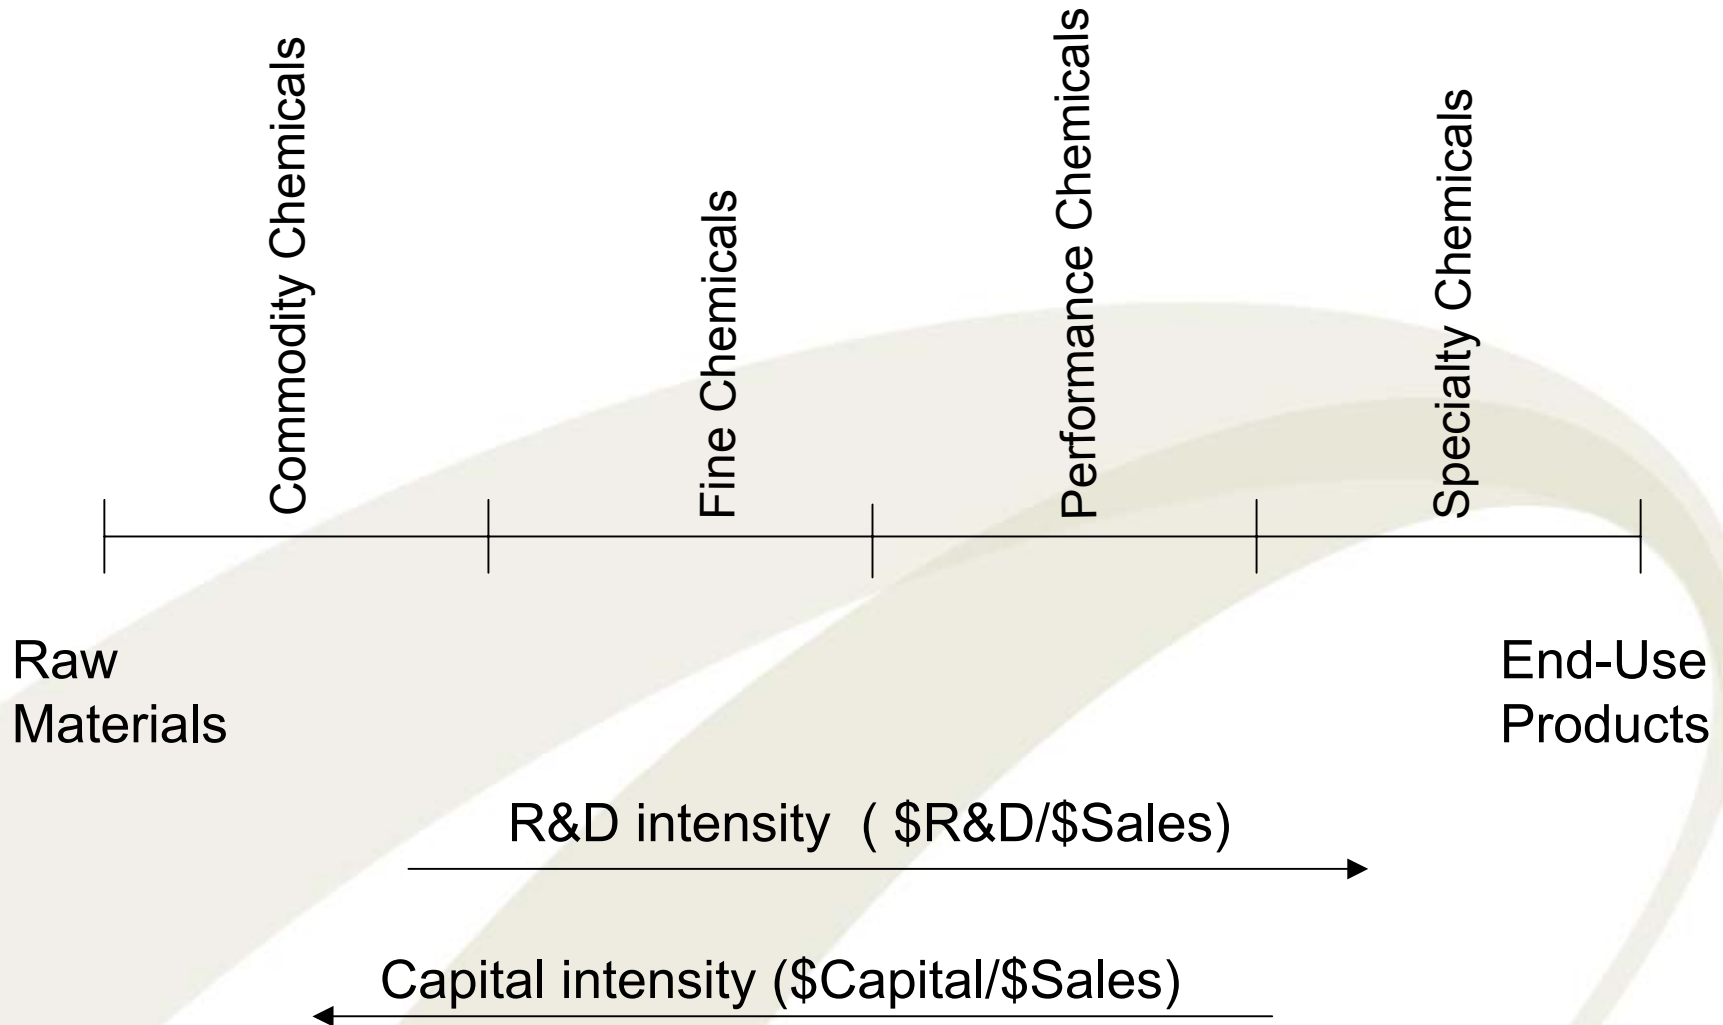 Commodity Chemicals
Fine Chemicals
Performance Chemicals
Specialty Chemicals
Raw
Materials
End-Use
Products
R&D intensity ( $R&D/$Sales)
Capital intensity ($Capital/$Sales)